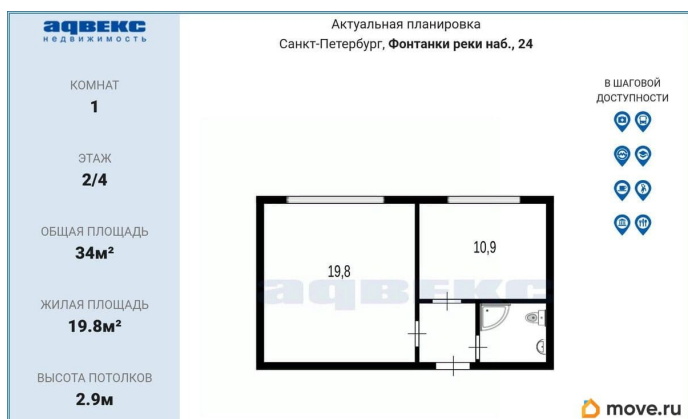 адвекс
недвижимость
Актуальная планировка
Санкт-Петербург, Фонтанки реки наб., 24
КОМНАТ
1
ЭТАЖ
2/4
ОБЩАЯ ПЛОЩАДЬ
34м²
ЖИЛАЯ ПЛОЩАДЬ
19.8м²
ВЫСОТА ПОТОЛКОВ
2.9м
В ШАГОВОЙ
ДОСТУПНОСТИ
19,8
10,9
адвекс
move.ru